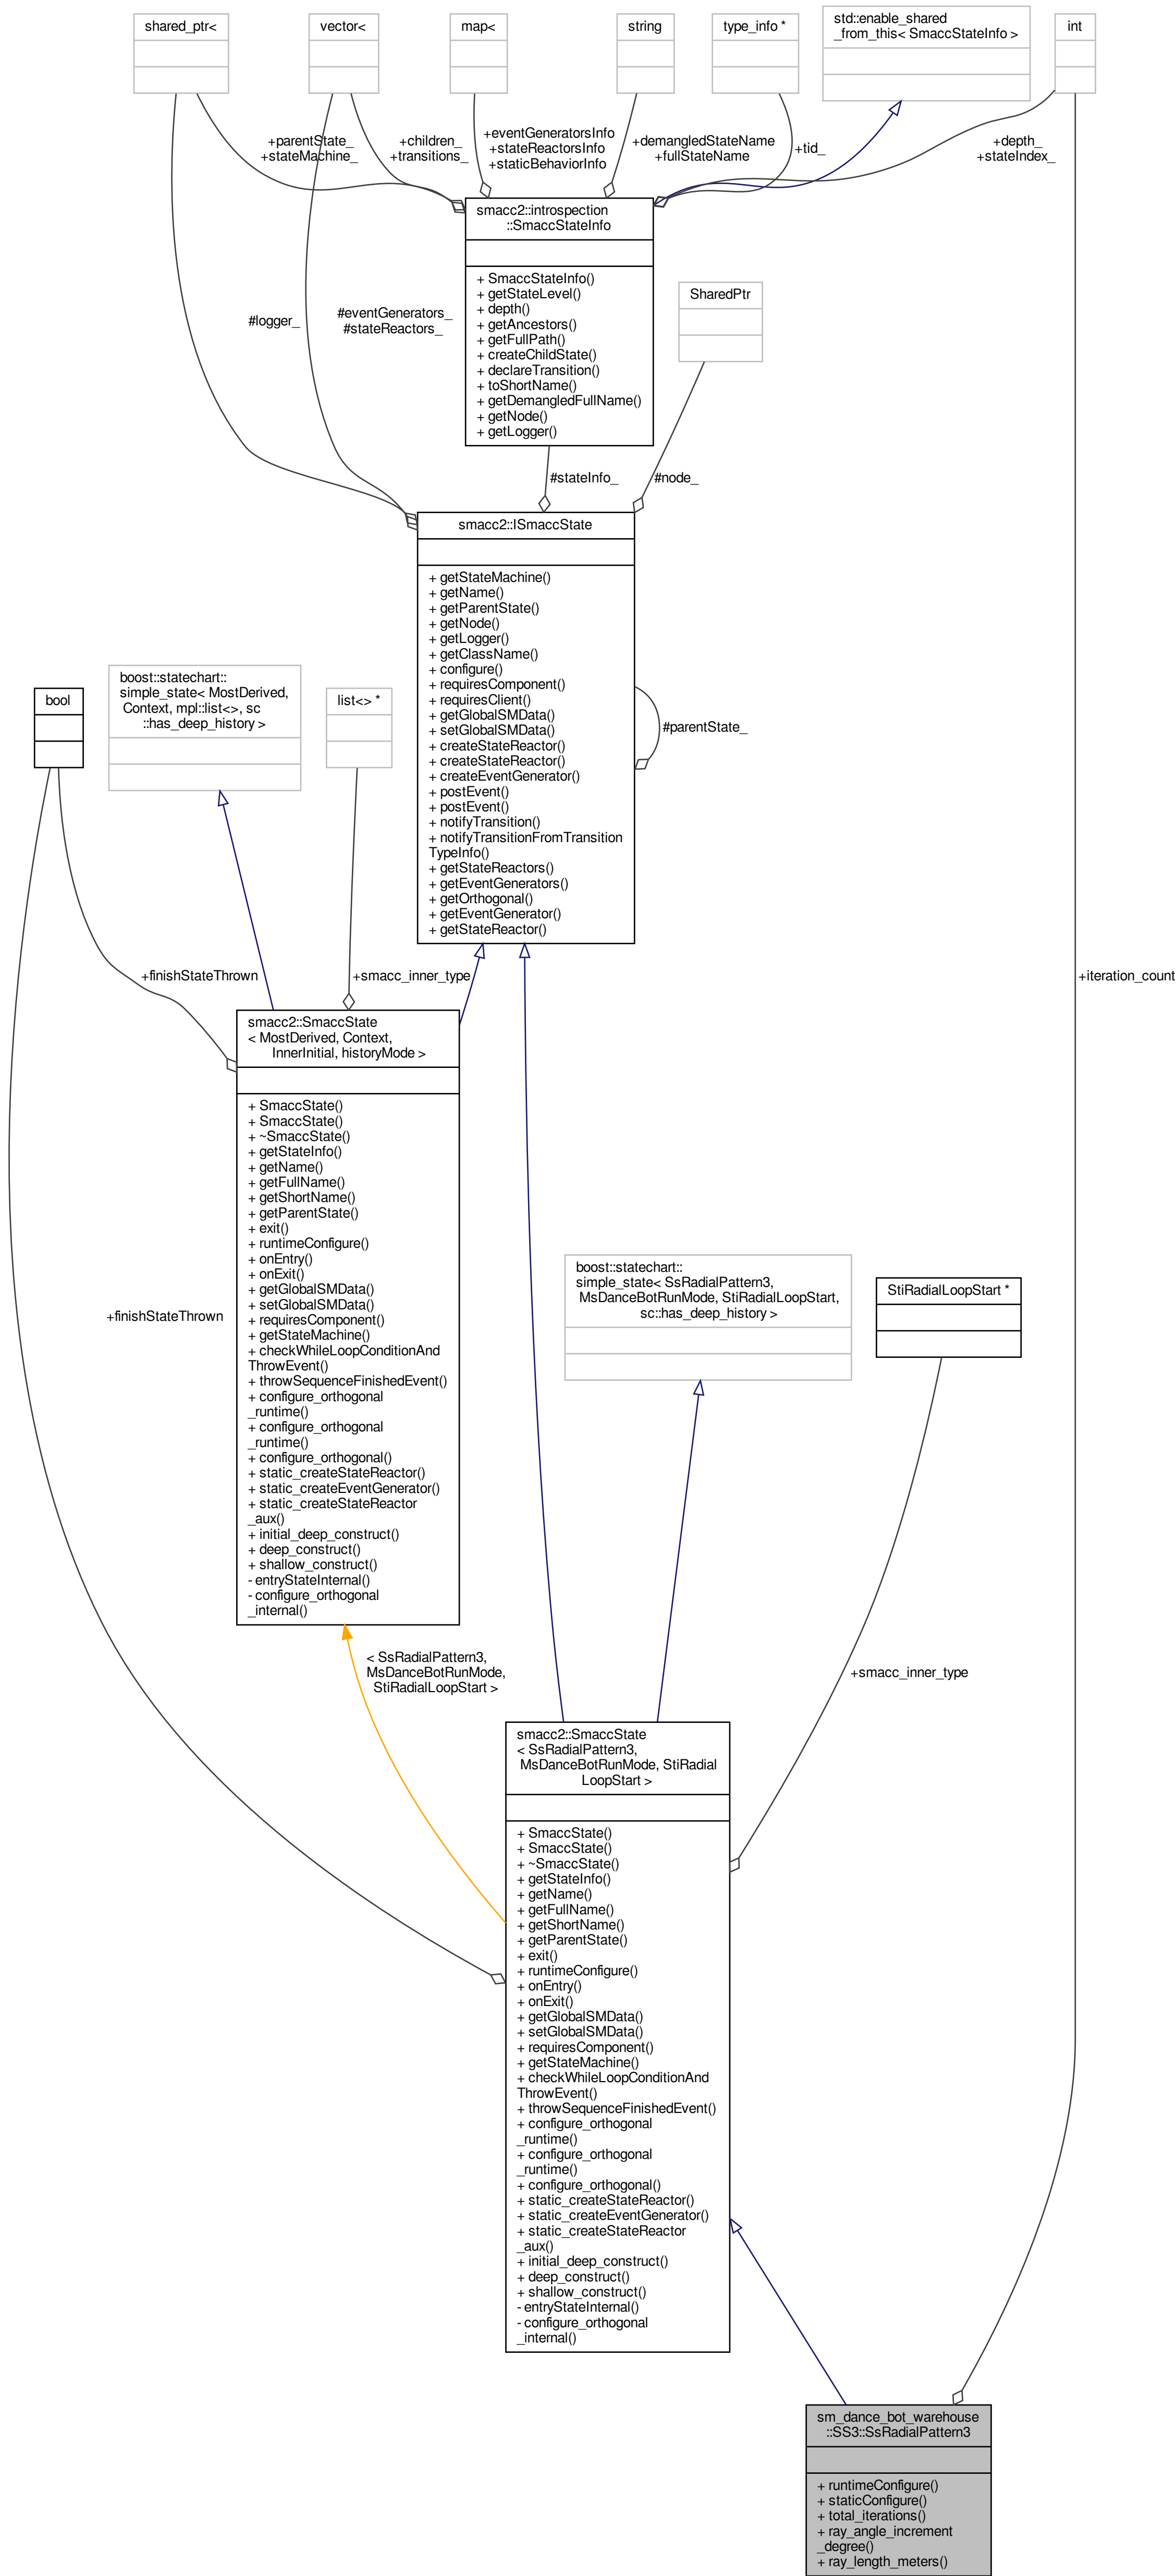 shared_ptr<
vector<
map<
string
type_info *
std::enable_shared
_from_this< SmaccStateInfo >
int
+parentState_
+stateMachine_
+children_
+transitions_
+eventGeneratorsInfo
+stateReactorsInfo
+staticBehaviorInfo
+demangledStateName
+fullStateName
+tid_
+depth_
+stateIndex_
smacc2::introspection
::SmaccStateInfo
+ SmaccStateInfo()
+ getStateLevel()
+ depth()
+ getAncestors()
+ getFullPath()
+ createChildState()
+ declareTransition()
+ toShortName()
+ getDemangledFullName()
+ getNode()
+ getLogger()
SharedPtr
#logger_
#eventGenerators_
#stateReactors_
#stateInfo_
#node_
smacc2::ISmaccState
+ getStateMachine()
+ getName()
+ getParentState()
+ getNode()
+ getLogger()
+ getClassName()
+ configure()
+ requiresComponent()
+ requiresClient()
+ getGlobalSMData()
+ setGlobalSMData()
+ createStateReactor()
+ createStateReactor()
+ createEventGenerator()
+ postEvent()
+ postEvent()
+ notifyTransition()
+ notifyTransitionFromTransition
TypeInfo()
+ getStateReactors()
+ getEventGenerators()
+ getOrthogonal()
+ getEventGenerator()
+ getStateReactor()
#parentState_
bool
boost::statechart::
simple_state< MostDerived,
Context, mpl::list<>, sc
::has_deep_history >
list<> *
+finishStateThrown
+smacc_inner_type
+iteration_count
smacc2::SmaccState
< MostDerived, Context,
InnerInitial, historyMode >
+ SmaccState()
+ SmaccState()
+ ~SmaccState()
+ getStateInfo()
+ getName()
+ getFullName()
+ getShortName()
+ getParentState()
+ exit()
+ runtimeConfigure()
+ onEntry()
+ onExit()
+ getGlobalSMData()
+ setGlobalSMData()
+ requiresComponent()
+ getStateMachine()
+ checkWhileLoopConditionAnd
ThrowEvent()
+ throwSequenceFinishedEvent()
+ configure_orthogonal
_runtime()
+ configure_orthogonal
_runtime()
+ configure_orthogonal()
+ static_createStateReactor()
+ static_createEventGenerator()
+ static_createStateReactor
_aux()
+ initial_deep_construct()
+ deep_construct()
+ shallow_construct()
- entryStateInternal()
- configure_orthogonal
_internal()
+finishStateThrown
boost::statechart::
simple_state< SsRadialPattern3,
MsDanceBotRunMode, StiRadialLoopStart,
sc::has_deep_history >
StiRadialLoopStart *
< SsRadialPattern3,
MsDanceBotRunMode,
StiRadialLoopStart >
+smacc_inner_type
smacc2::SmaccState
< SsRadialPattern3,
MsDanceBotRunMode, StiRadial
LoopStart >
+ SmaccState()
+ SmaccState()
+ ~SmaccState()
+ getStateInfo()
+ getName()
+ getFullName()
+ getShortName()
+ getParentState()
+ exit()
+ runtimeConfigure()
+ onEntry()
+ onExit()
+ getGlobalSMData()
+ setGlobalSMData()
+ requiresComponent()
+ getStateMachine()
+ checkWhileLoopConditionAnd
ThrowEvent()
+ throwSequenceFinishedEvent()
+ configure_orthogonal
_runtime()
+ configure_orthogonal
_runtime()
+ configure_orthogonal()
+ static_createStateReactor()
+ static_createEventGenerator()
+ static_createStateReactor
_aux()
+ initial_deep_construct()
+ deep_construct()
+ shallow_construct()
- entryStateInternal()
- configure_orthogonal
_internal()
sm_dance_bot_warehouse
::SS3::SsRadialPattern3
+ runtimeConfigure()
+ staticConfigure()
+ total_iterations()
+ ray_angle_increment
_degree()
+ ray_length_meters()